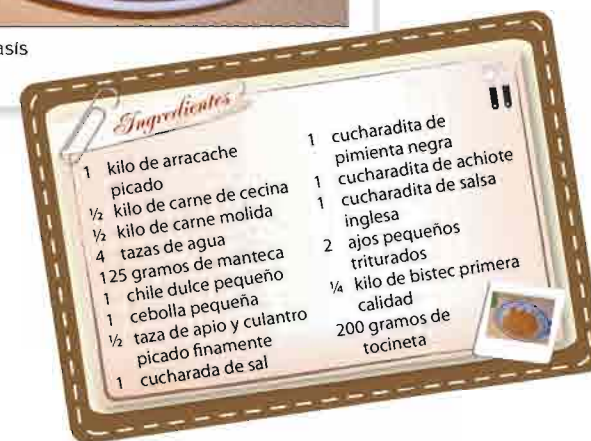 asís
Ingredientes
1 kilo de arracache
picado
½ kilo de carne de cecina
½ kilo de carne molida
4 tazas de agua
125 gramos de manteca
1 chile dulce pequeño
1 cebolla pequeña
½ taza de apio y culantro
picado finamente
1 cucharada de sal
1 cucharadita de
pimienta negra
1 cucharadita de achiote
1 cucharadita de salsa
inglesa
2 ajos pequeños
triturados
¼ kilo de bistec primera
calidad
200 gramos de
tocineta